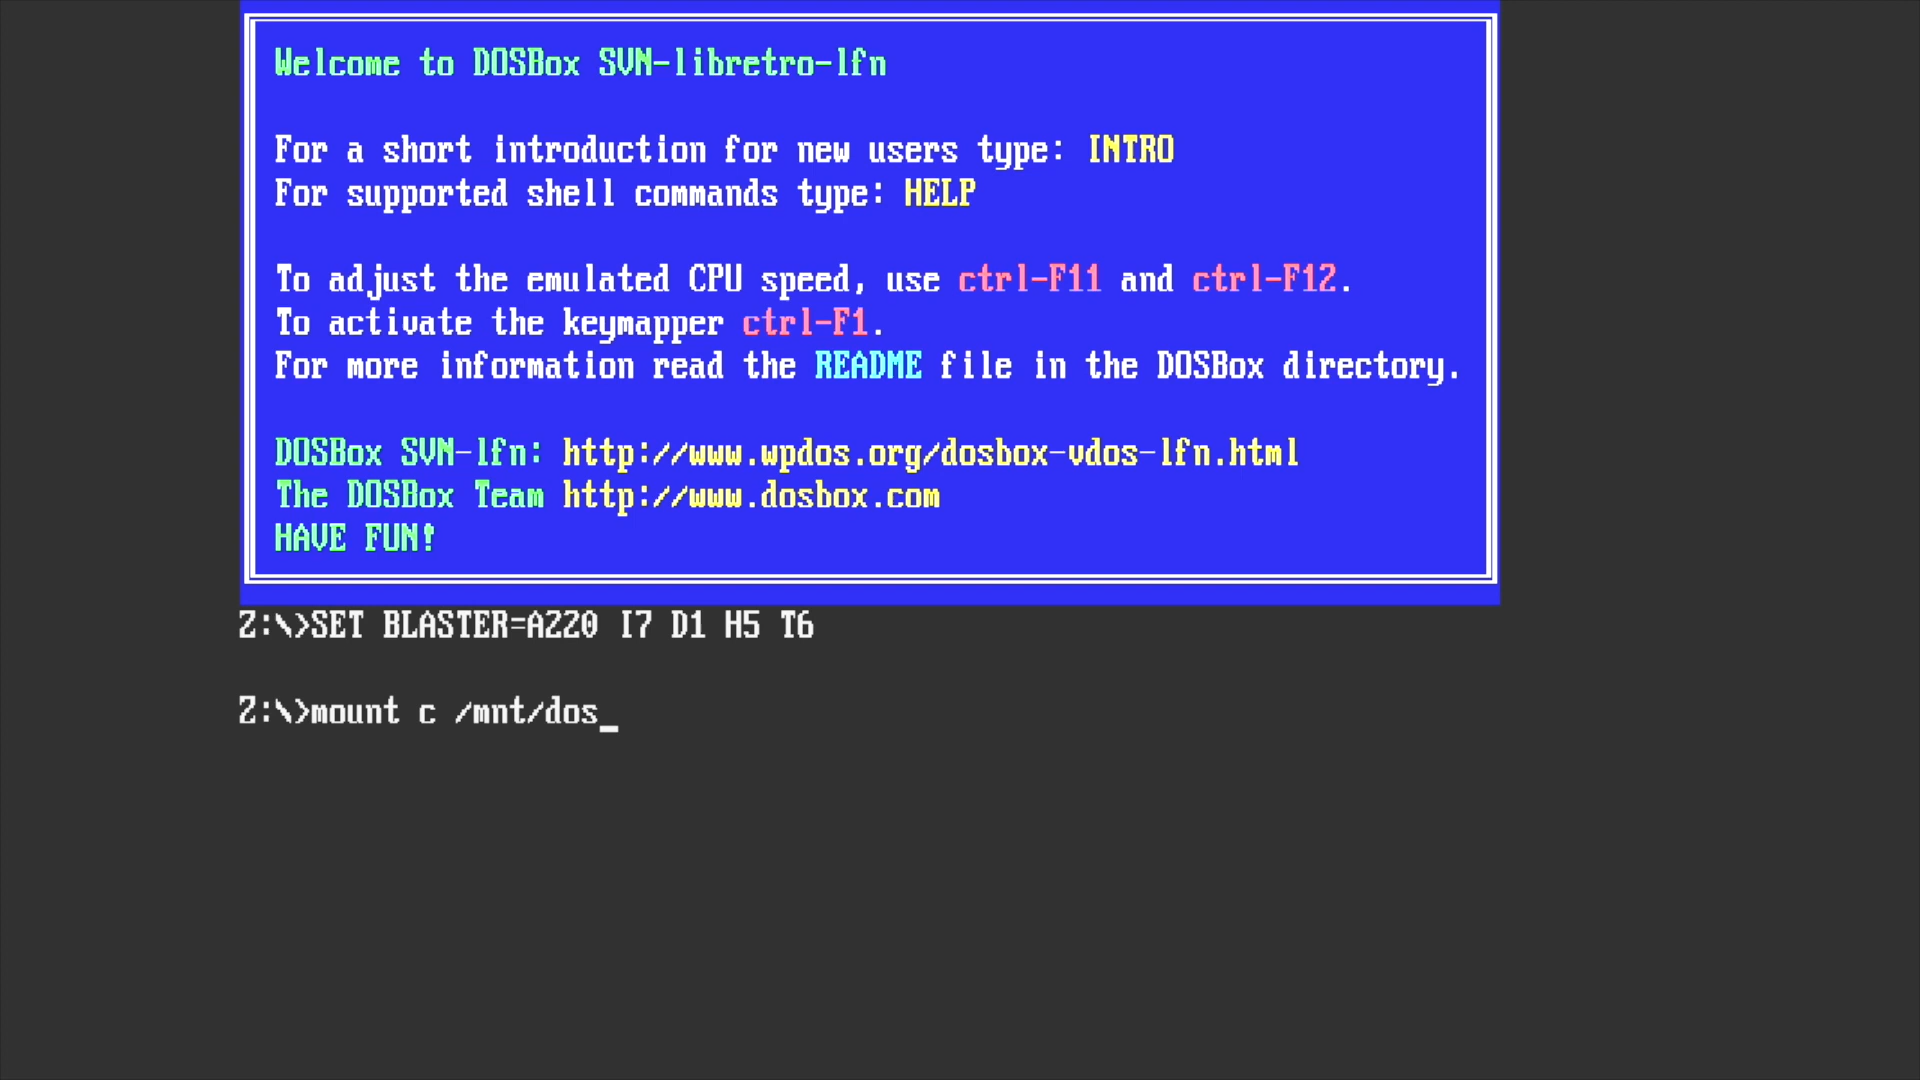 Welcome to DOSBox SVN-libretro-lfn
For a short introduction for new users type: INTRO
For supported shell commands type: HELP
To adjust the emulated CPU speed, use ctrl-F11 and ctrl-F12.
To activate the keymapper ctrl-F1.
For more information read the README file in the DOSBox directory.
DOSBox SVN-lfn: http://www.wpdos.org/dosbox-vdos-lfn.html
The DOSBox Team http://www.dosbox.com
HAVE FUN!
Z:\>SET BLASTER=A220 I7 D1 H5 T6
Z:\>mount c /mnt/dos_